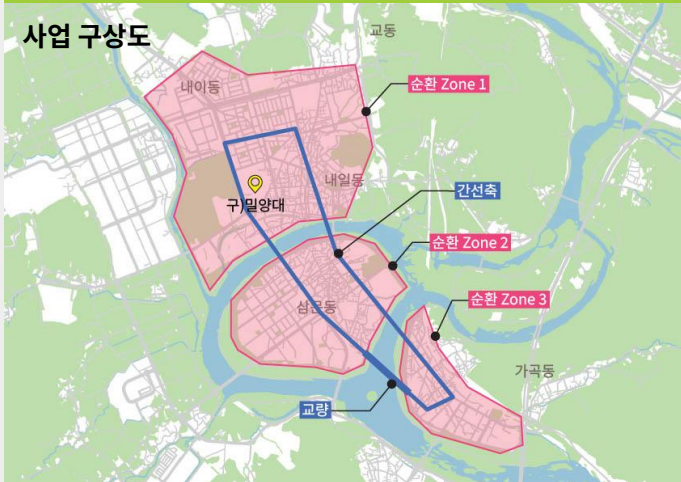 사업 구상도
교동
내이동
순환 Zone 1
내일동
간선축
구)밀양대
순환 Zone 2
순환 Zone 3
삼문동
가곡동
교량